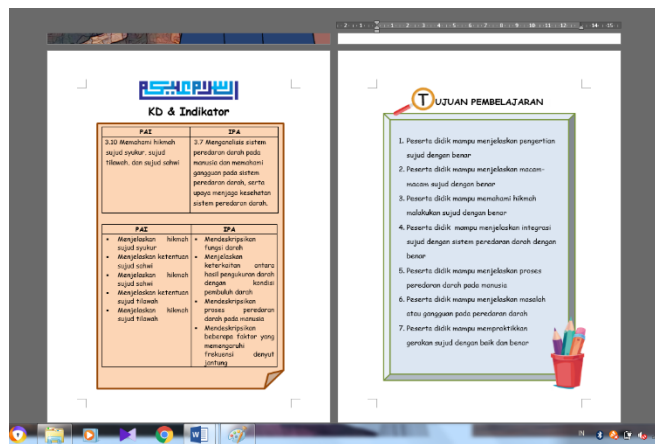 السلام عليكم
KD & Indikator
PAI
IPA
3.10 Memahami hikmah
sujud syukur, sujud
tilawah, dan sujud sahwi
3.7 Menganalisis sistem
peredaran darah pada
manusia dan memahami
gangguan pada sistem
peredaran darah, serta
upaya menjaga kesehatan
sistem peredaran darah.
PAI
IPA
• Menjelaskan hikmah
sujud syukur
• Menjelaskan ketentuan
sujud sahwi
• Menjelaskan hikmah
sujud sahwi
• Menjelaskan ketentuan
sujud tilawah
• Menjelaskan hikmah
sujud tilawah
• Mendeskripsikan
fungsi darah
• Menjelaskan
keterkaitan antara
hasil pengukuran darah
dengan kondisi
pembuluh darah
• Mendeskripsikan
proses peredaran
darah pada manusia
• Mendeskripsikan
beberapa faktor yang
memengaruhi
frekuensi denyut
jantung
TUJUAN PEMBELAJARAN
1. Peserta didik mampu menjelaskan pengertian
sujud dengan benar
2. Peserta didik mampu menjelaskan macam-
macam sujud dengan benar
3. Peserta didik mampu memahami hikmah
malakukan sujud dengan benar
4. Peserta didik mampu menjelaskan integrasi
sujud dengan sistem peredaran darah dengan
benar
5. Peserta didik mampu menjelaskan proses
peredaran darah pada manusia
6. Peserta didik mampu menjelaskan masalah
atau gangguan pada peredaran darah
7. Peserta didik mampu mempraktikkan
gerakan sujud dengan baik dan benar
IN